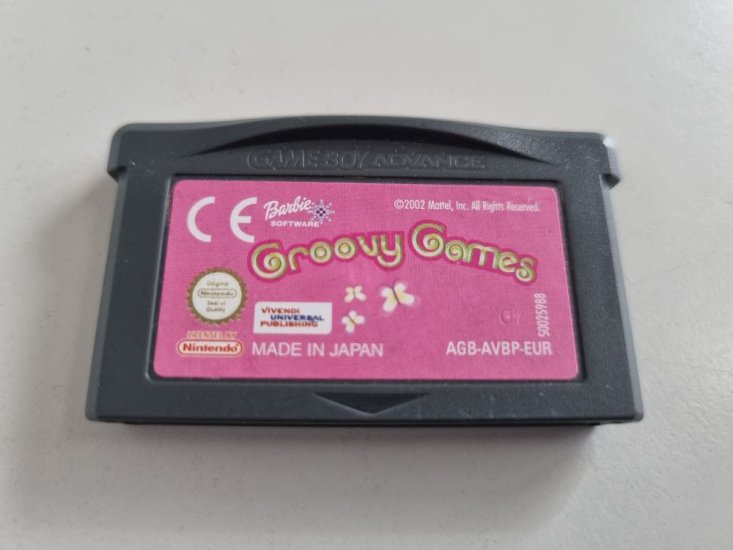 GAME BOY ADVANCE
CE
Barbie
SOFTWARE
©2002 Mattel, Inc. All Rights Reserved.
Groovy Games
Original
Nintendo
Seal of
Quality
LICENSED BY
Nintendo
VIVENDI
UNIVERSAL
PUBLISHING
MADE IN JAPAN
AGB-AVBP-EUR
S0025988